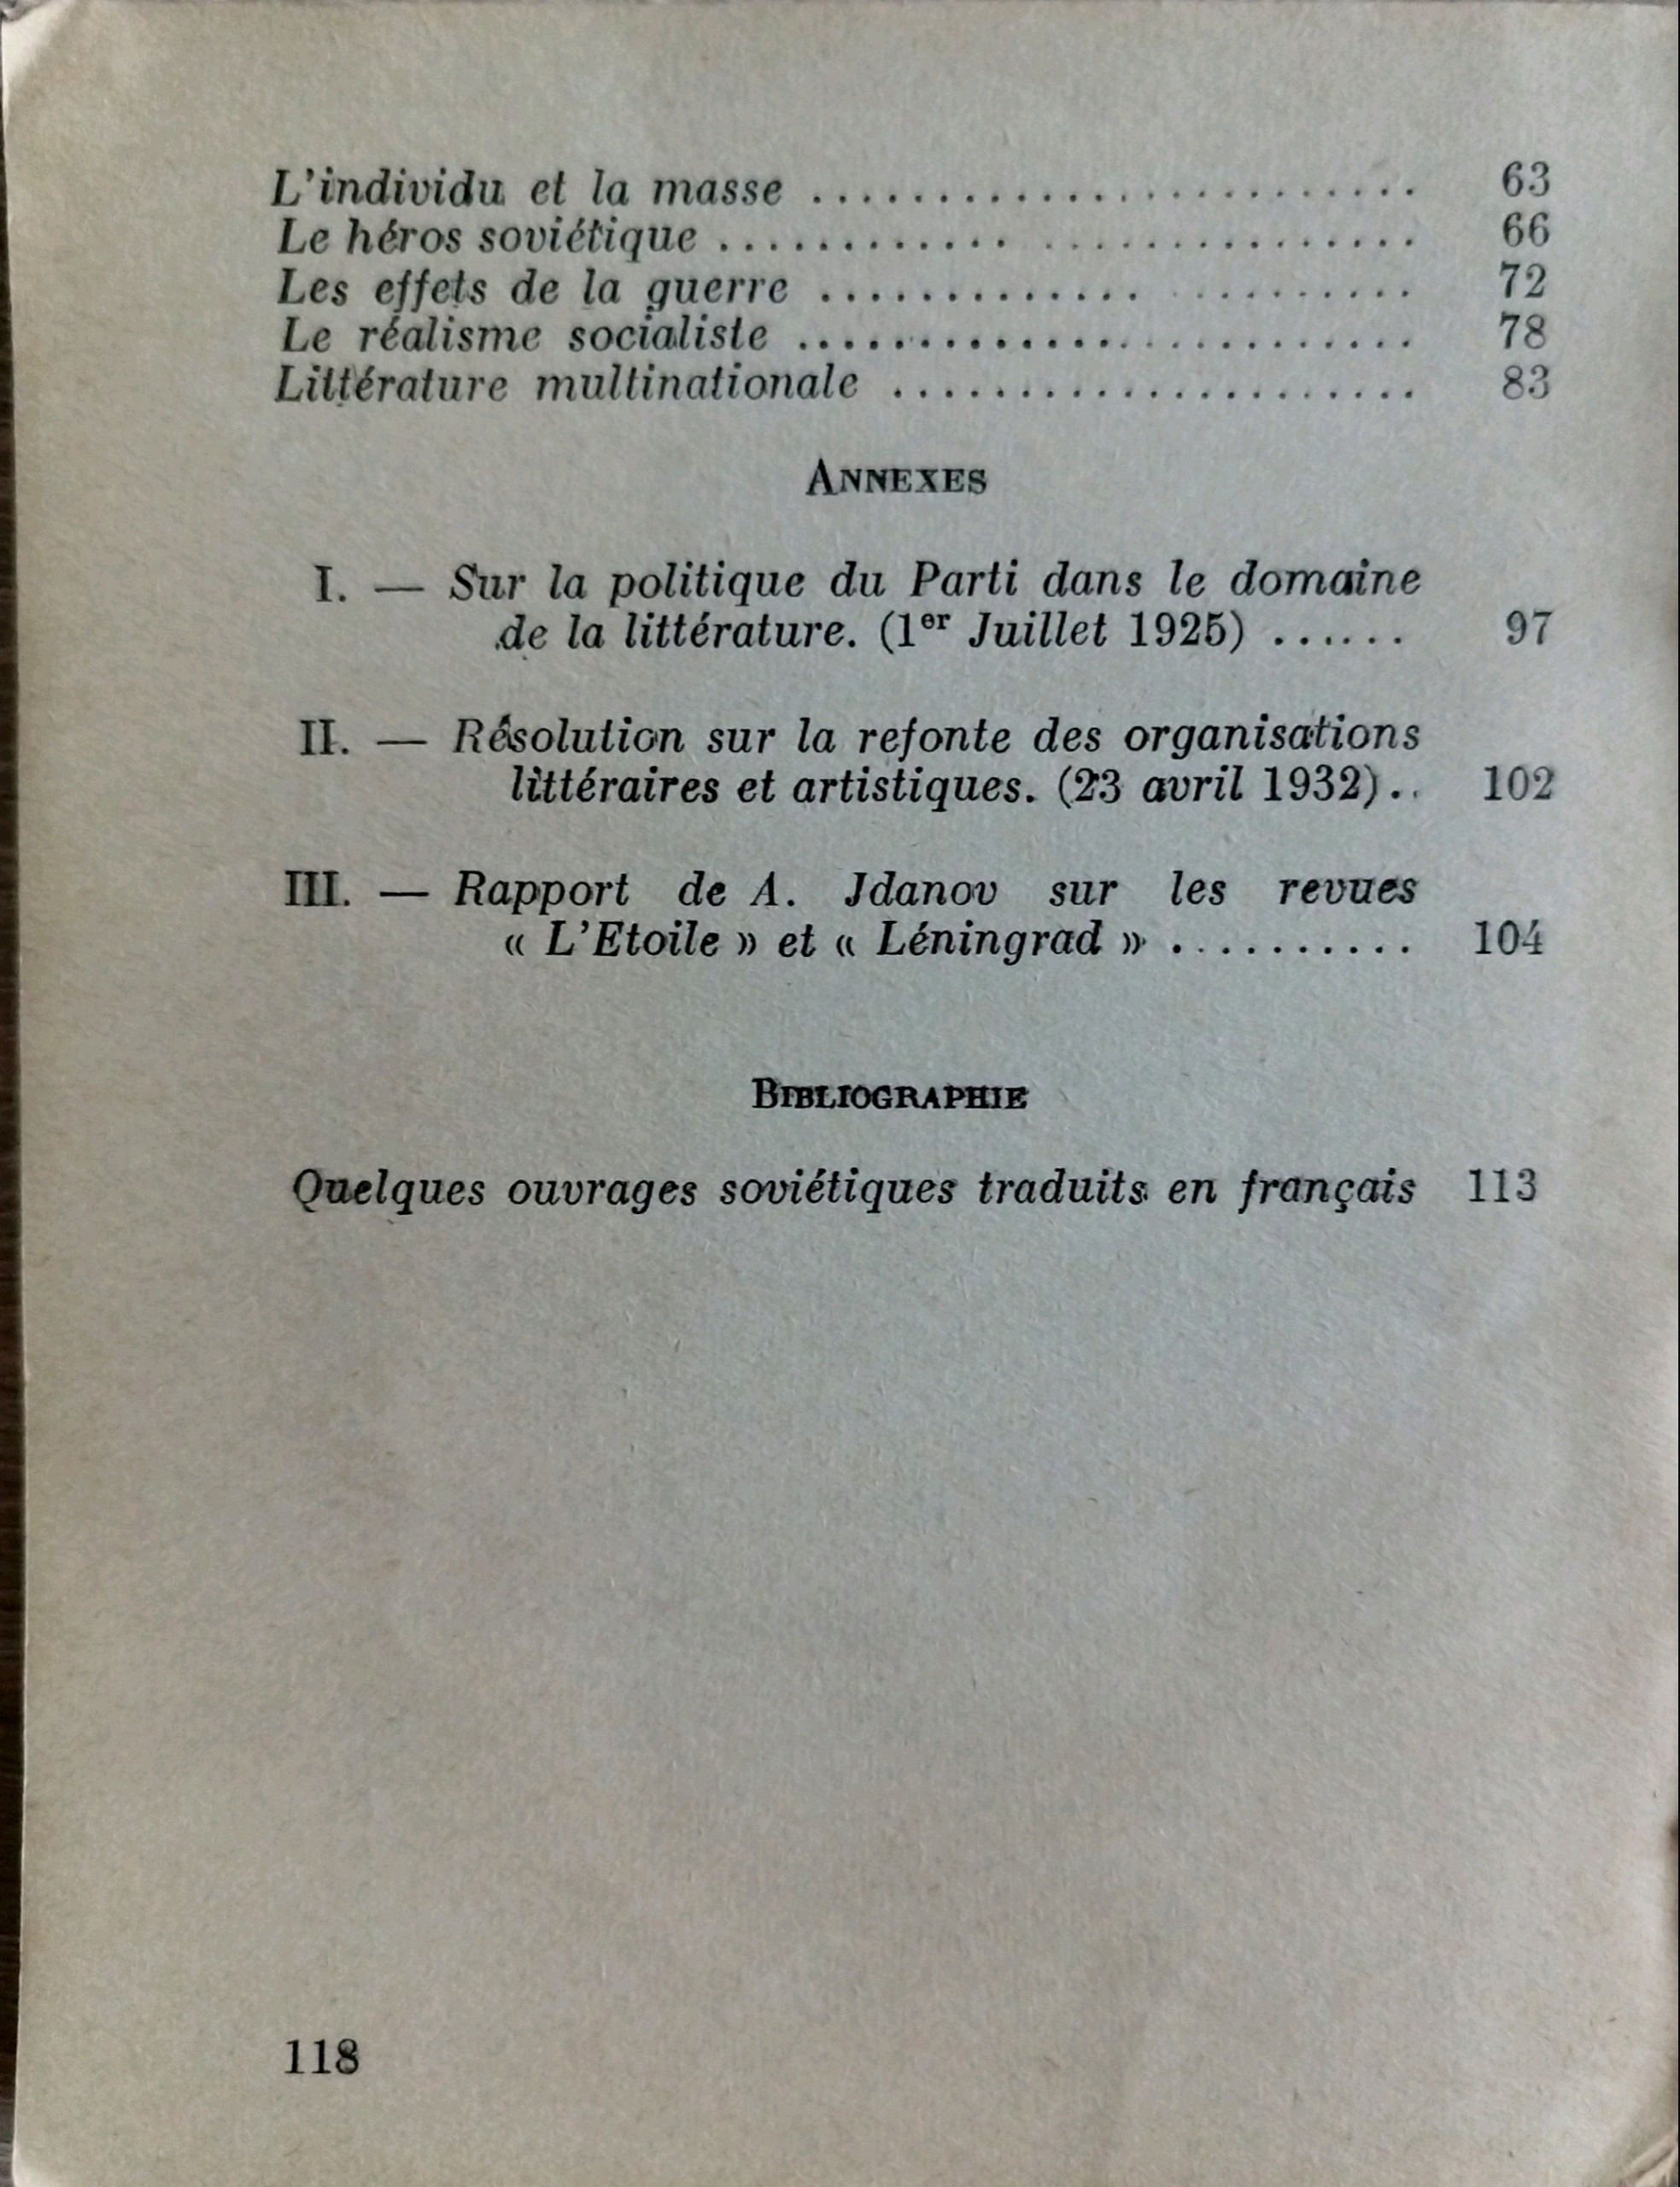 L'individu et la masse ........................... 63
Le héros soviétique ............................ 66
Les effets de la guerre ......................... 72
Le réalisme socialiste .......................... 78
Littérature multinationale ...................... 83
ANNEXES
I. — Sur la politique du Parti dans le domaine
de la littérature. (1er Juillet 1925) ...... 97
II. — Résolution sur la refonte des organisations
littéraires et artistiques. (23 avril 1932).. 102
III. — Rapport de A. Jdanov sur les revues
« L'Etoile » et « Léningrad » .......... 104
BIBLIOGRAPHIE
Quelques ouvrages soviétiques traduits en français 113
118